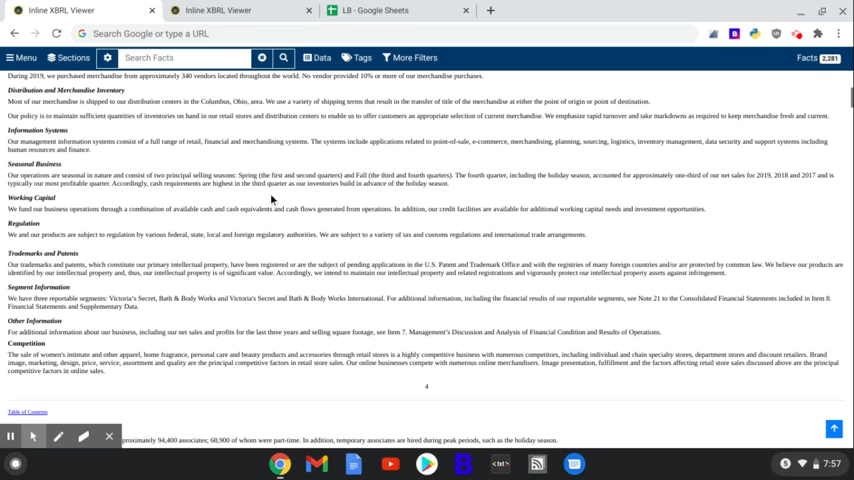 Inline XBRL Viewer
Inline XBRL Viewer
LB - Google Sheets
Search Google or type a URL
Menu Sections Search Facts Data Tags More Filters Facts 2,281
During 2019, we purchased merchandise from approximately 340 vendors located throughout the world. No vendor provided 10% or more of our merchandise purchases.
Distribution and Merchandise Inventory
Most of our merchandise is shipped to our distribution centers in the Columbus, Ohio, area. We use a variety of shipping terms that result in the transfer of title of the merchandise at either the point of origin or point of destination.
Our policy is to maintain sufficient quantities of inventories on hand in our retail stores and distribution centers to enable us to offer customers an appropriate selection of current merchandise. We emphasize rapid turnover and take markdowns as required to keep merchandise fresh and current.
Information Systems
Our management information systems consist of a full range of retail, financial and merchandising systems. The systems include applications related to point-of-sale, e-commerce, merchandising, planning, sourcing, logistics, inventory management, data security and support systems including
human resources and finance.
Seasonal Business
Our operations are seasonal in nature and consist of two principal selling seasons: Spring (the first and second quarters) and Fall (the third and fourth quarters). The fourth quarter, including the holiday season, accounted for approximately one-third of our net sales for 2019, 2018 and 2017 and is
typically our most profitable quarter. Accordingly, cash requirements are highest in the third quarter as our inventories build in advance of the holiday season.
Working Capital
We fund our business operations through a combination of available cash and cash equivalents and cash flows generated from operations. In addition, our credit facilities are available for additional working capital needs and investment opportunities.
Regulation
We and our products are subject to regulation by various federal, state, local and foreign regulatory authorities. We are subject to a variety of tax and customs regulations and international trade arrangements.
Trademarks and Patents
Our trademarks and patents, which constitute our primary intellectual property, have been registered or are the subject of pending applications in the U.S. Patent and Trademark Office and with the registries of many foreign countries and/or are protected by common law. We believe our products are
identified by our intellectual property and, thus, our intellectual property is of significant value. Accordingly, we intend to maintain our intellectual property and related registrations and vigorously protect our intellectual property assets against infringement.
Segment Information
We have three reportable segments: Victoria's Secret, Bath & Body Works and Victoria's Secret and Bath & Body Works International. For additional information, including the financial results of our reportable segments, see Note 21 to the Consolidated Financial Statements included in Item 8.
Financial Statements and Supplementary Data.
Other Information
For additional information about our business, including our net sales and profits for the last three years and selling square footage, see Item 7. Management's Discussion and Analysis of Financial Condition and Results of Operations.
Competition
The sale of women's intimate and other apparel, home fragrance, personal care and beauty products and accessories through retail stores is a highly competitive business with numerous competitors, including individual and chain specialty stores, department stores and discount retailers. Brand
image, marketing, design, price, service, assortment and quality are the principal competitive factors in retail store sales. Our online businesses compete with numerous online merchandisers. Image presentation, fulfillment and the factors affecting retail store sales discussed above are the principal
competitive factors in online sales.
4
Table of Contents
proximately 94,400 associates; 68,900 of whom were part-time. In addition, temporary associates are hired during peak periods, such as the holiday season.
7:57